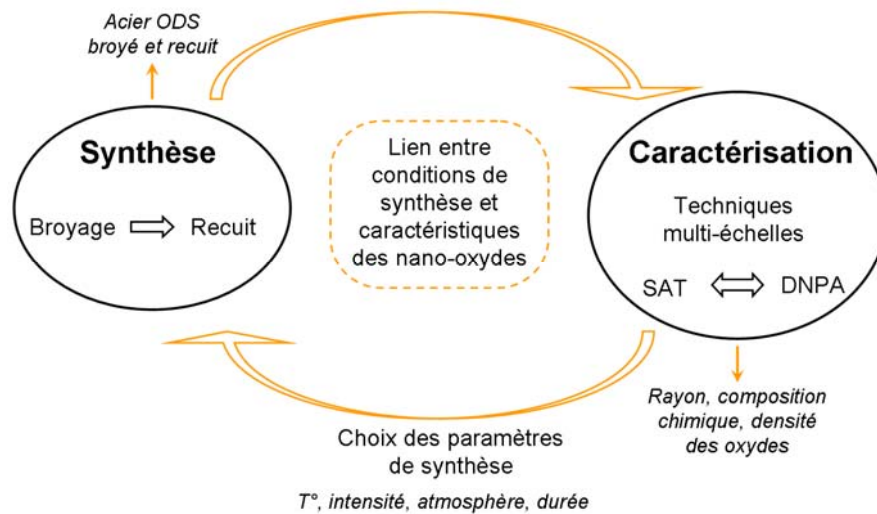 Acier ODS
broyé et recuit
Synthèse
Broyage
Recuit
Lien entre
conditions de
synthèse et
caractéristiques
des nano-oxydes
Caractérisation
Techniques
multi-échelles
SAT
DNPA
Rayon, composition
chimique, densité
des oxydes
Choix des paramètres
de synthèse
T°, intensité, atmosphère, durée